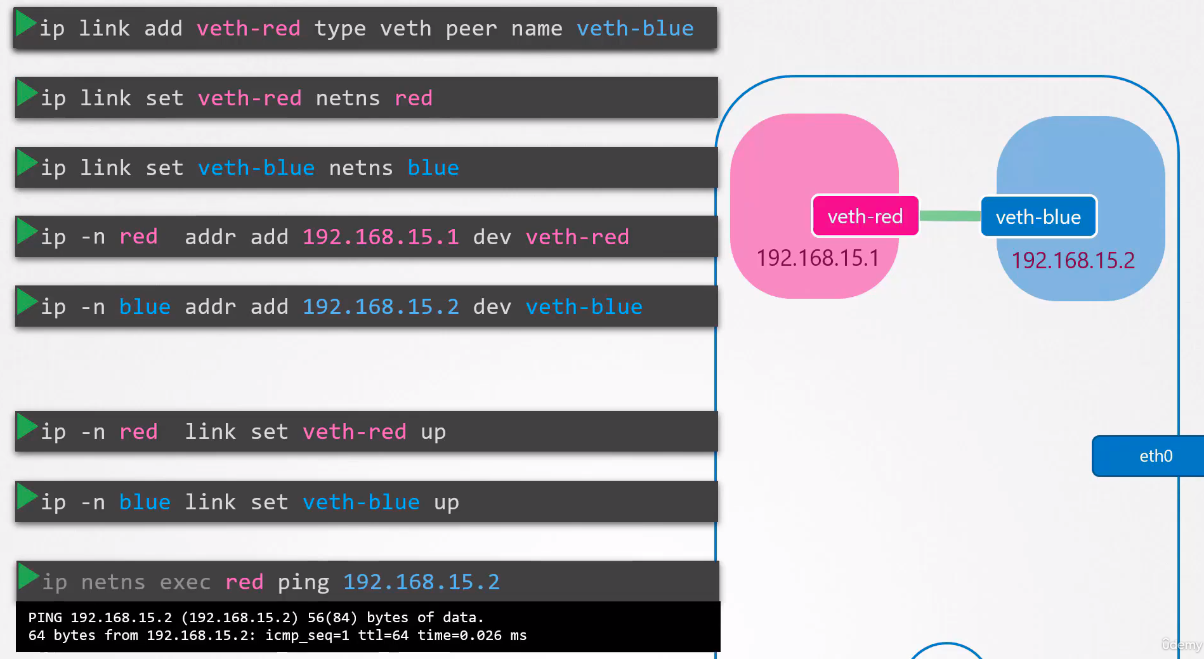 ip link add veth-red type veth peer name veth-blue
ip link set veth-red netns red
ip link set veth-blue netns blue
ip -n red addr add 192.168.15.1 dev veth-red
ip -n blue addr add 192.168.15.2 dev veth-blue
ip -n red link set veth-red up
ip -n blue link set veth-blue up
ip netns exec red ping 192.168.15.2
PING 192.168.15.2 (192.168.15.2) 56(84) bytes of data.
64 bytes from 192.168.15.2: icmp_seq=1 ttl=64 time=0.026 ms
veth-red
veth-blue
192.168.15.1
192.168.15.2
eth0
ûdemy